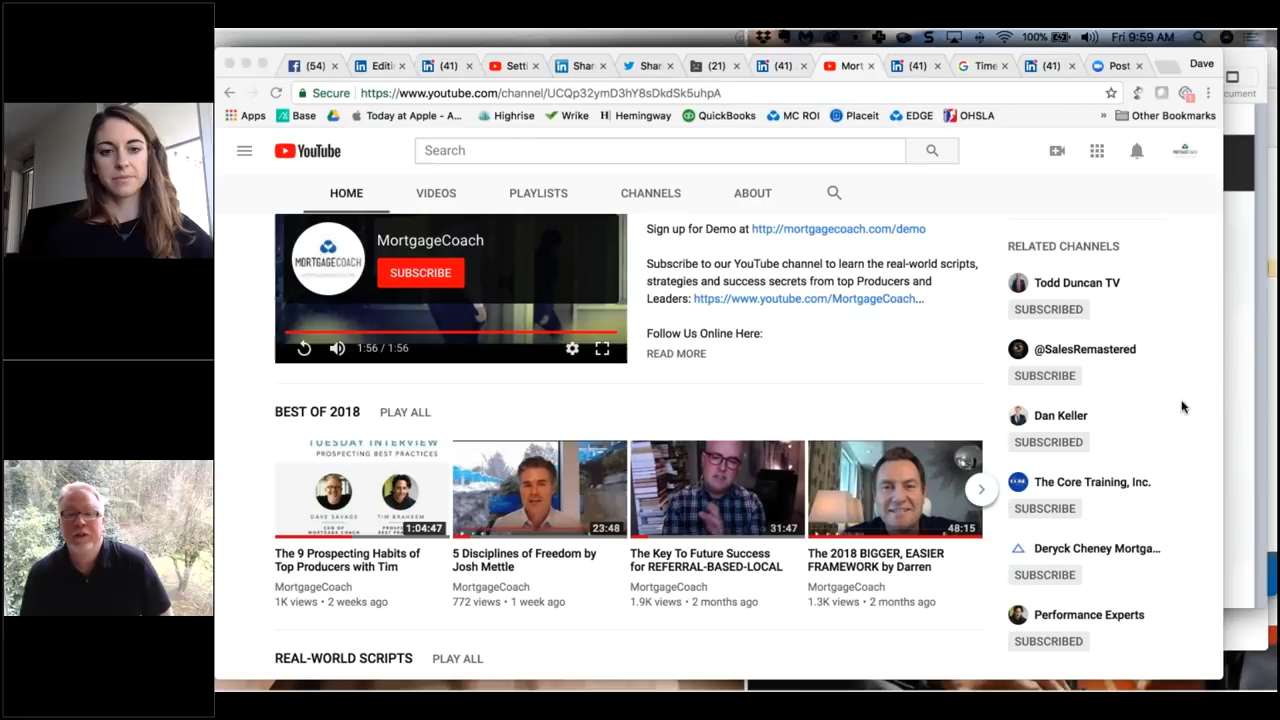 100% Fri 9:59 AM
(54) Editi (41) Setti Shar Shar (21) (41) Mort (41) Time (41) Post Dave
Secure https://www.youtube.com/channel/UCQp32ymD3hY8sDkdSk5uhpA
Apps Base Today at Apple - A... Highrise Wrike Hemingway QuickBooks MC ROI Placeit EDGE OHSLA » Other Bookmarks
cument
YouTube
Search
HOME VIDEOS PLAYLISTS CHANNELS ABOUT
MORTGAGECOACH
MortgageCoach
SUBSCRIBE
1:56 / 1:56
Sign up for Demo at http://mortgagecoach.com/demo
Subscribe to our YouTube channel to learn the real-world scripts,
strategies and success secrets from top Producers and
Leaders: https://www.youtube.com/MortgageCoach...
Follow Us Online Here:
READ MORE
BEST OF 2018 PLAY ALL
TUESDAY INTERVIEW
PROSPECTING BEST PRACTICES
DAVE SAVAGE
TIM BRAHEEM
1:04:47
23:48
31:47
48:15
The 9 Prospecting Habits of
Top Producers with Tim
MortgageCoach
1K views • 2 weeks ago
5 Disciplines of Freedom by
Josh Mettle
MortgageCoach
772 views • 1 week ago
The Key To Future Success
for REFERRAL-BASED-LOCAL
MortgageCoach
1.9K views • 2 months ago
The 2018 BIGGER, EASIER
FRAMEWORK by Darren
MortgageCoach
1.3K views • 2 months ago
REAL-WORLD SCRIPTS PLAY ALL
RELATED CHANNELS
Todd Duncan TV
SUBSCRIBED
@SalesRemastered
SUBSCRIBE
Dan Keller
SUBSCRIBED
The Core Training, Inc.
SUBSCRIBE
Deryck Cheney Mortga...
SUBSCRIBE
Performance Experts
SUBSCRIBED